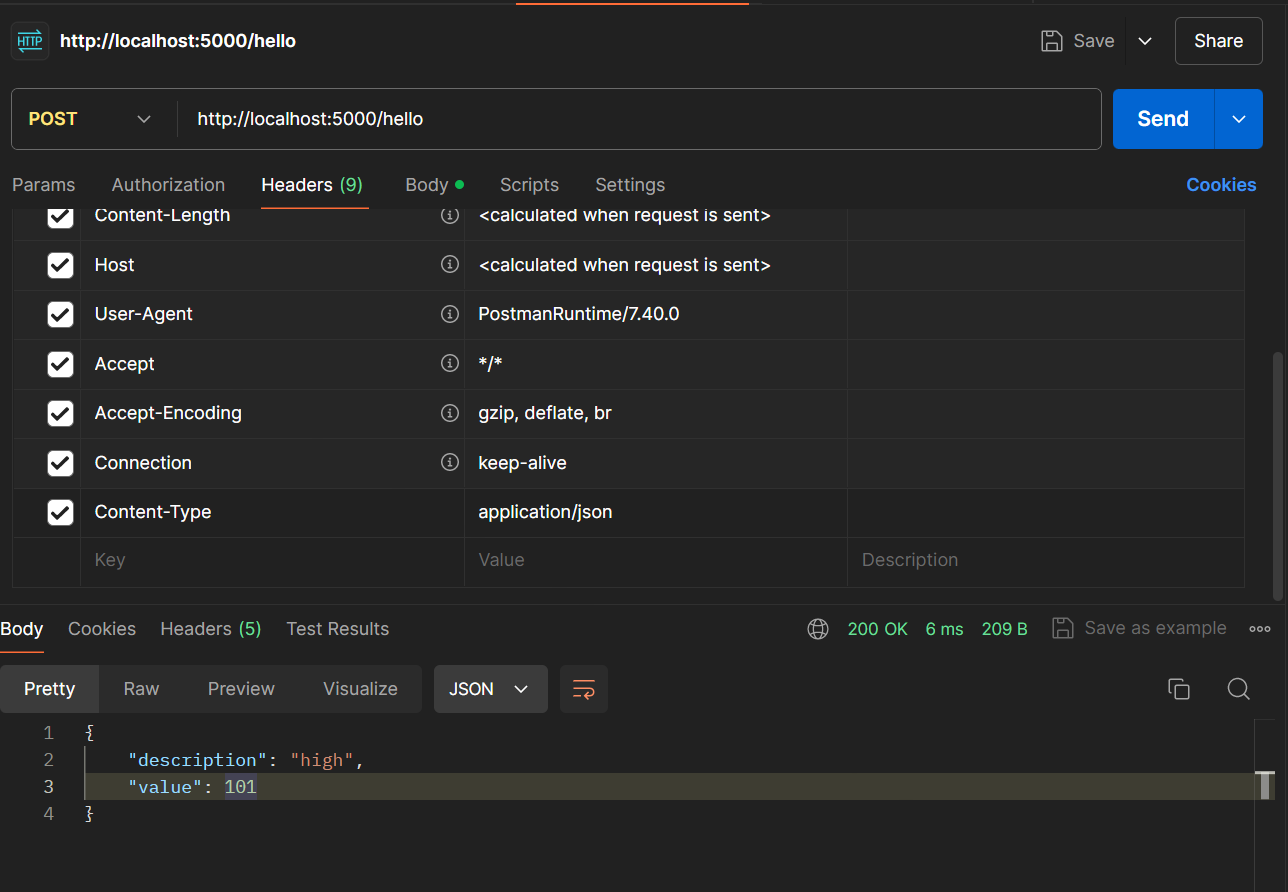 HTTP http://localhost:5000/hello Save Share
POST http://localhost:5000/hello Send
Params Authorization Headers (9) Body Scripts Settings Cookies
Content-Length <calculated when request is sent>
Host <calculated when request is sent>
User-Agent PostmanRuntime/7.40.0
Accept */*
Accept-Encoding gzip, deflate, br
Connection keep-alive
Content-Type application/json
Key Value Description
Body Cookies Headers (5) Test Results 200 OK 6 ms 209 B Save as example
Pretty Raw Preview Visualize JSON
1 {
2 "description": "high",
3 "value": 101
4 }